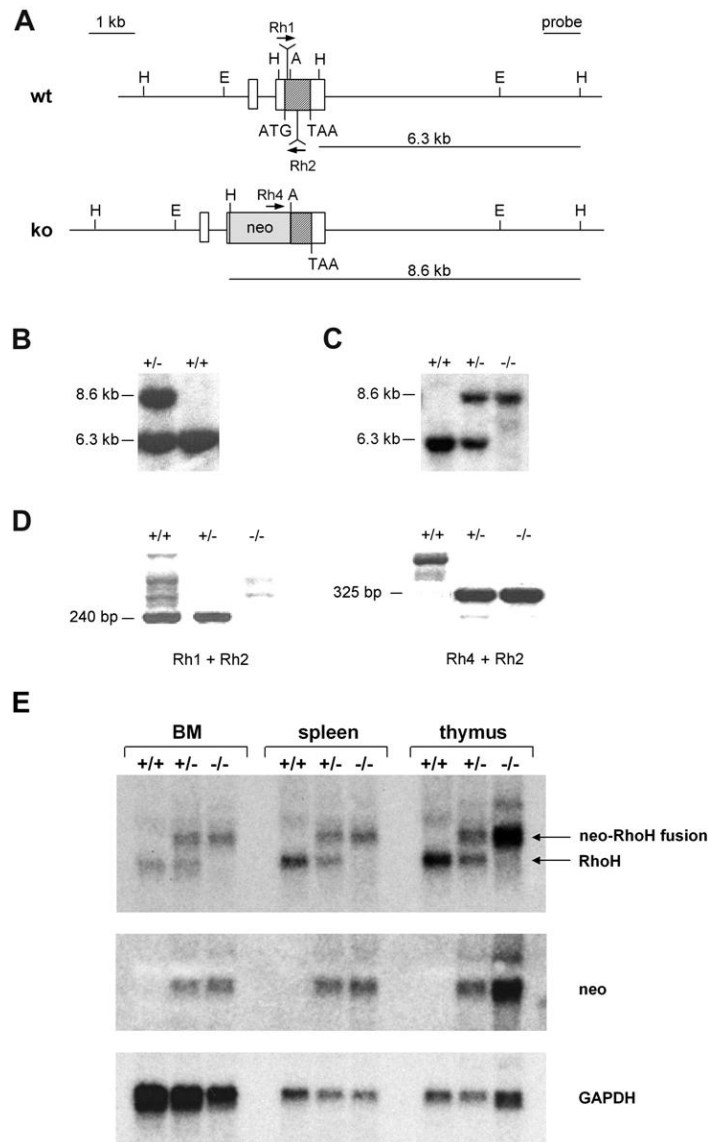 A
1 kb
Rh1
probe
H A H
H E E H
wt
ATG TAA
Rh2
6.3 kb
H Rh4 A
H E E H
ko
neo
TAA
8.6 kb
B
+/- +/+
8.6 kb
6.3 kb
C
+/+ +/- -/-
8.6 kb
6.3 kb
D
+/+ +/- -/-
240 bp
Rh1 + Rh2
+/+ +/- -/-
325 bp
Rh4 + Rh2
E
BM spleen thymus
+/+ +/- -/- +/+ +/- -/- +/+ +/- -/-
neo-RhoH fusion
RhoH
neo
GAPDH